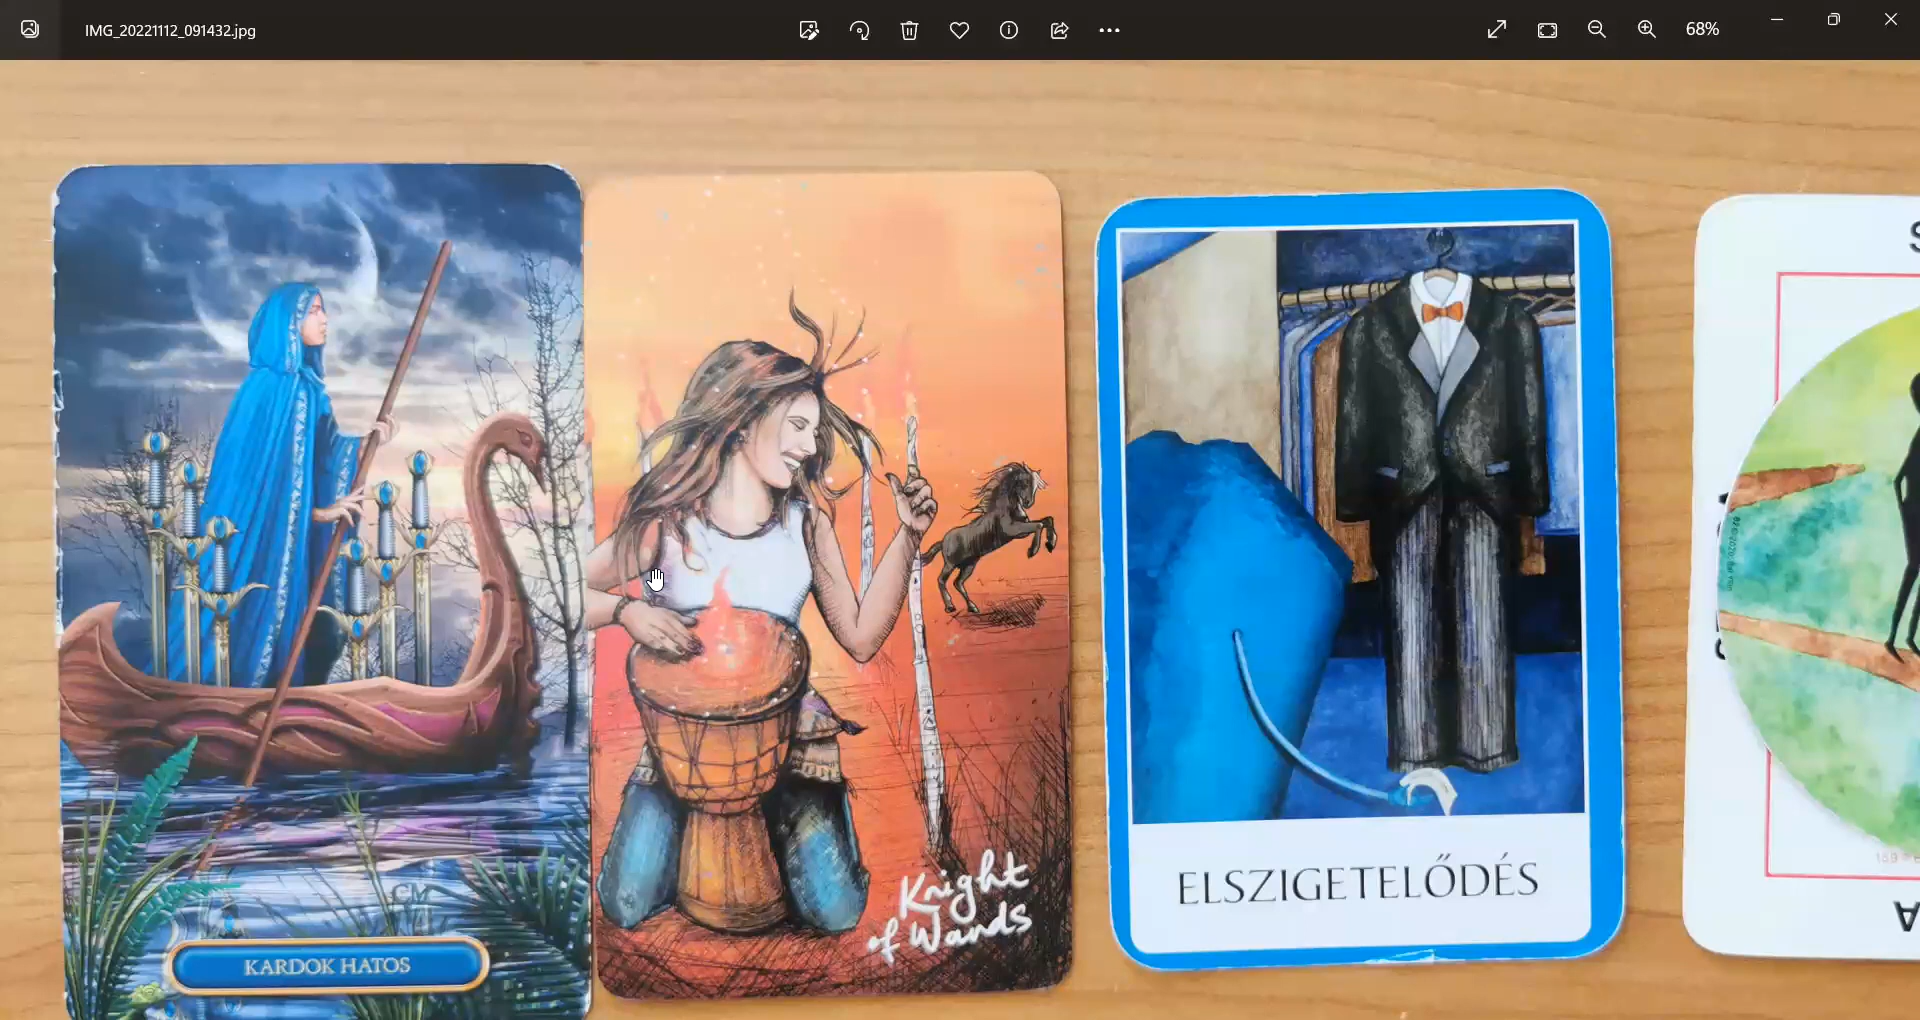 IMG_20221112_091432.jpg
68%
KARDOK HATOS
Knight
of Wands
ELSZIGETELŐDÉS